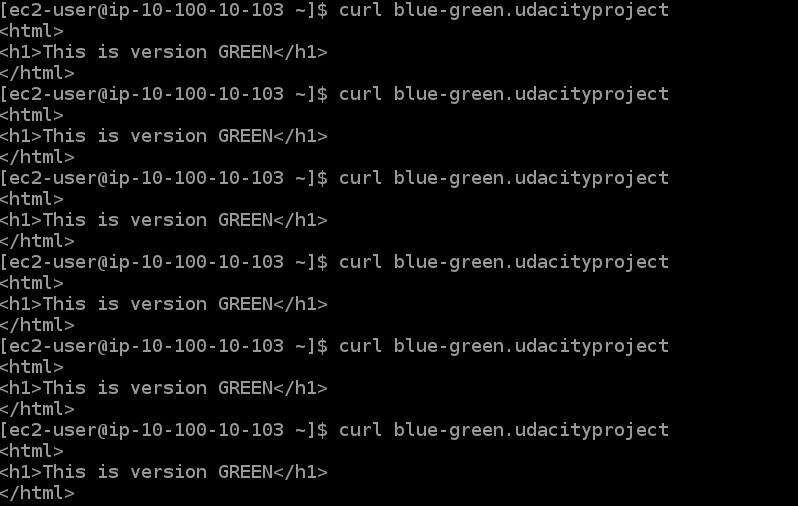 [ec2-user@ip-10-100-10-103 ~]$ curl blue-green.udacityproject
<html>
<h1>This is version GREEN</h1>
</html>
[ec2-user@ip-10-100-10-103 ~]$ curl blue-green.udacityproject
<html>
<h1>This is version GREEN</h1>
</html>
[ec2-user@ip-10-100-10-103 ~]$ curl blue-green.udacityproject
<html>
<h1>This is version GREEN</h1>
</html>
[ec2-user@ip-10-100-10-103 ~]$ curl blue-green.udacityproject
<html>
<h1>This is version GREEN</h1>
</html>
[ec2-user@ip-10-100-10-103 ~]$ curl blue-green.udacityproject
<html>
<h1>This is version GREEN</h1>
</html>
[ec2-user@ip-10-100-10-103 ~]$ curl blue-green.udacityproject
<html>
<h1>This is version GREEN</h1>
</html>